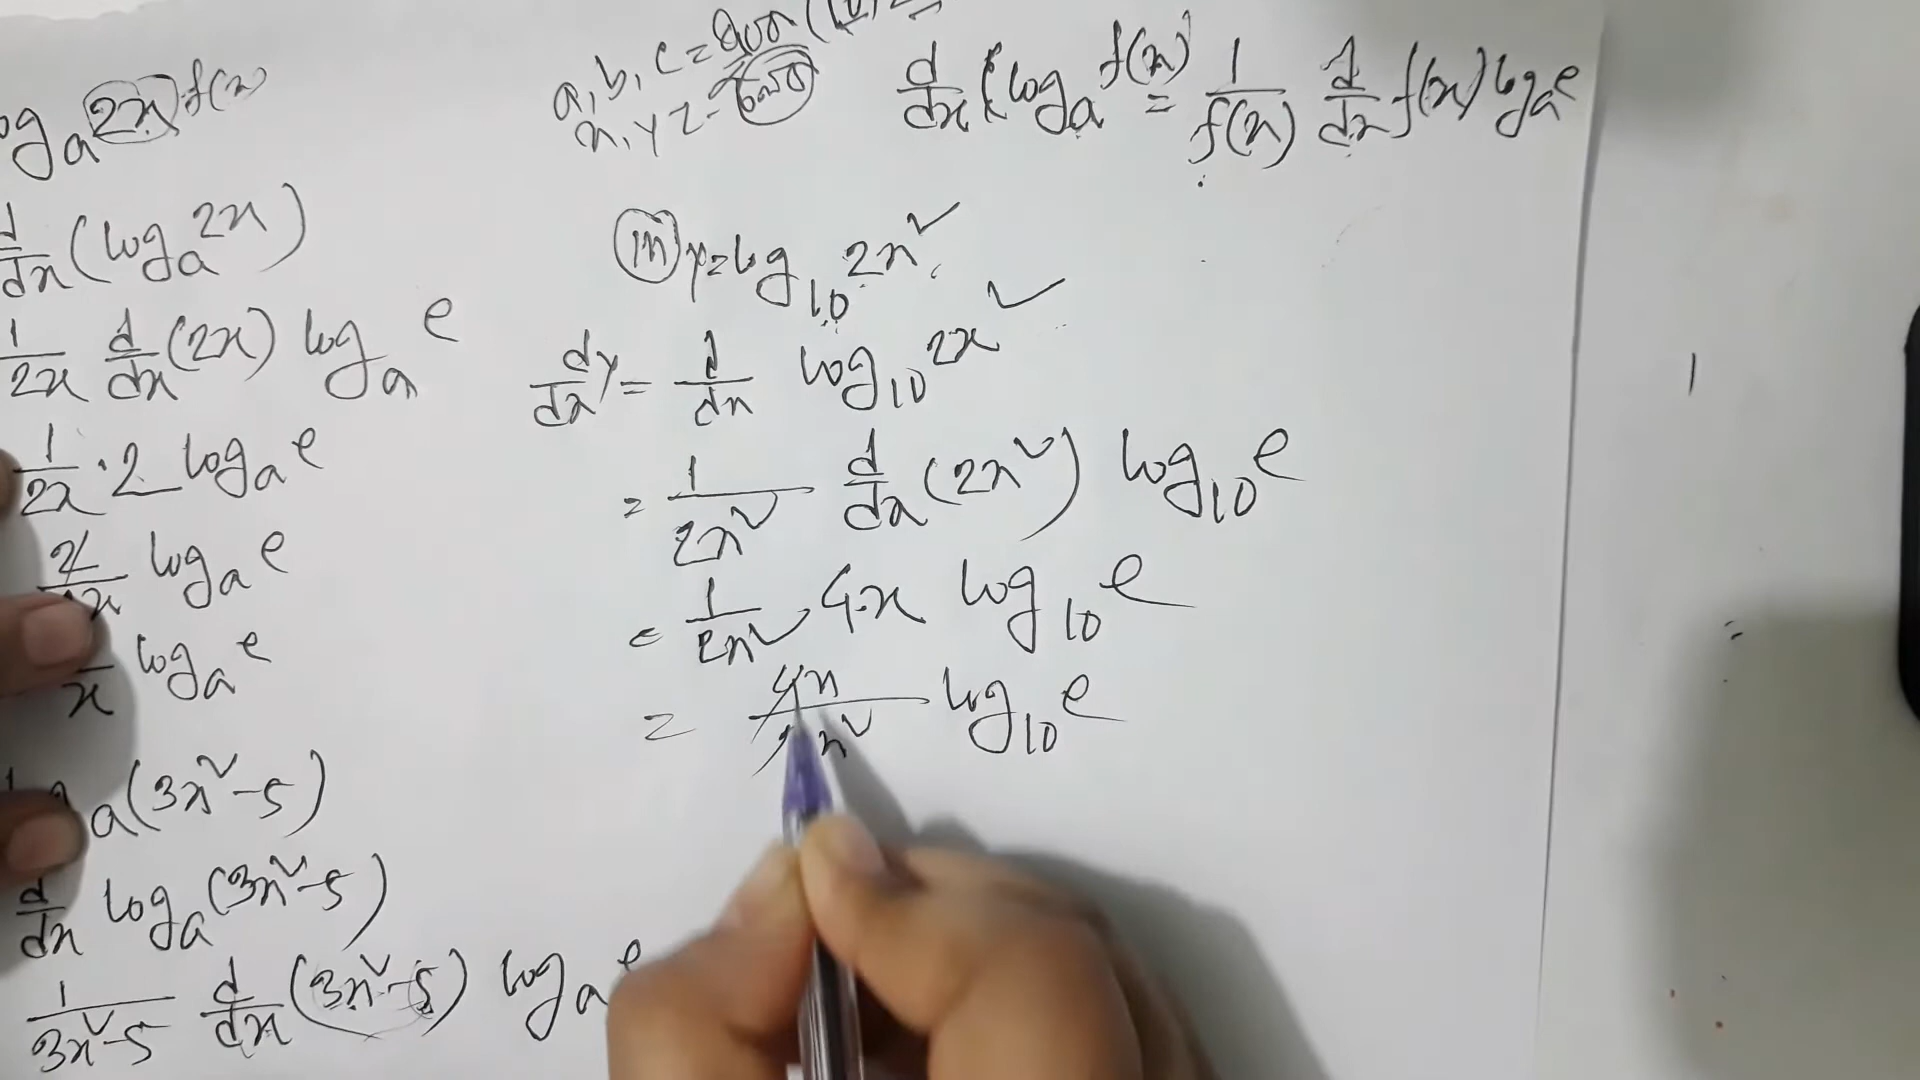 a, b, c =
x, y z =
d/dx (log_a f(x) = 1/f(x) d/dx f(x) log_a e
log_a 2x f(x)
d/dx (log_a 2x)
1/2x d/dx (2x) log_a e
1/2x · 2 log_a e
2/2x log_a e
x log_a e
a (3x² - 5)
d/dx log_a (3x² - 5)
1/3x²-5 d/dx (3x² - 5) log_a e
(iii) y = log_10 2x²
dy/dx = d/dx log_10 2x²
= 1/2x² d/dx (2x²) log_10 e
= 1/2x² · 4x log_10 e
= 4x/2x² log_10 e